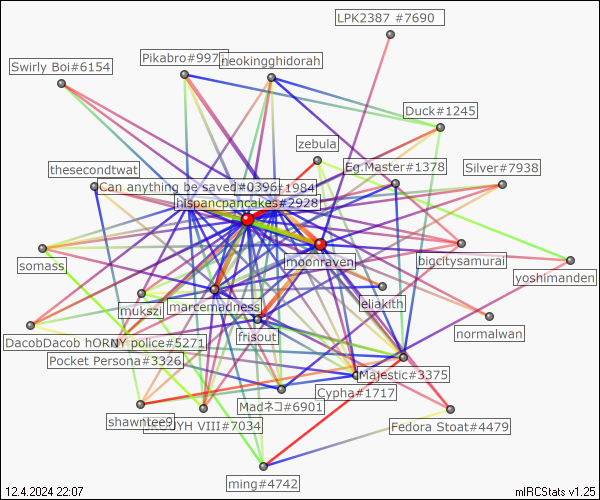 LPK2387 #7690
Pikabro#997
neokingghidorah
Swirly Boi#6154
Duck#1245
zebula
thesecondtwat
Eg.Master#1378
Silver#7938
Can anything be saved#0396
#1984
hispancpancakes#2928
somass
moonraven
bigcitysamurai
yoshimanden
mukszi
marcemadness
eliakith
normalwan
frisout
DacobDacob hORNY police#5271
Pocket Persona#3326
Majestic#3375
Cypha#1717
Madネコ#6901
shawntee9
VIII#7034
Fedora Stoat#4479
ming#4742
12.4.2024 22:07
mIRCStats v1.25